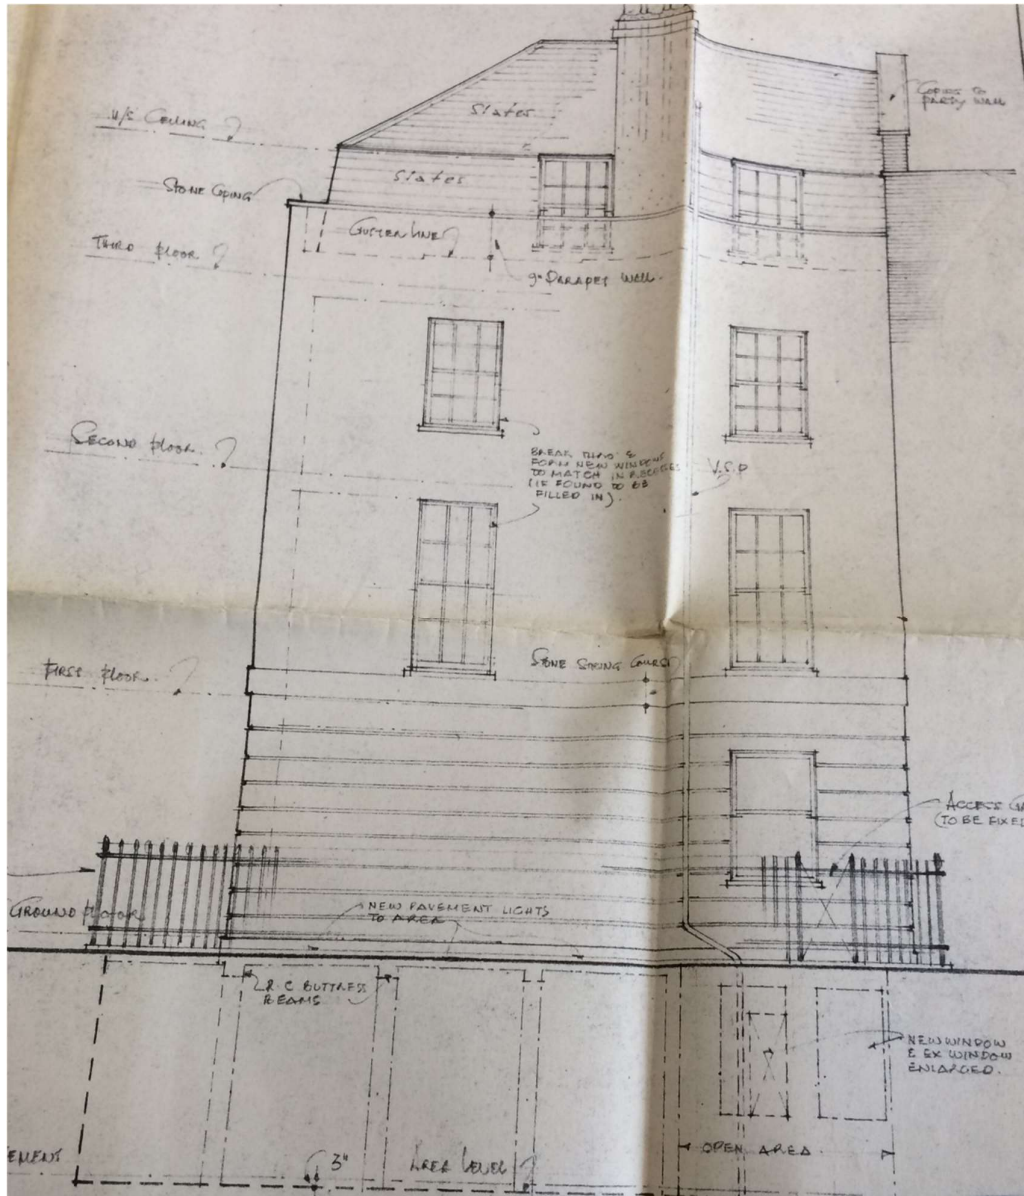 Slates
COPING TO
PARTY WALL
U/S CEILING
Slates
STONE COPING
GUTTER LINE
THIRD FLOOR
9" PARAPET WALL.
SECOND FLOOR.
BREAK THRO' &
FORM NEW WINDOWS
TO MATCH IN
(IF FOUND TO BE
FILLED IN).
V.S.P
STONE STRING COURSE
FIRST FLOOR.
ACCESS
(TO BE FIXED
GROUND FLOOR
NEW PAVEMENT LIGHTS
TO AREA
R.C BUTTRESS
BEAMS
NEW WINDOW
& EX WINDOW
ENLARGED.
OPEN AREA.
EMENT
3"
AREA LEVEL